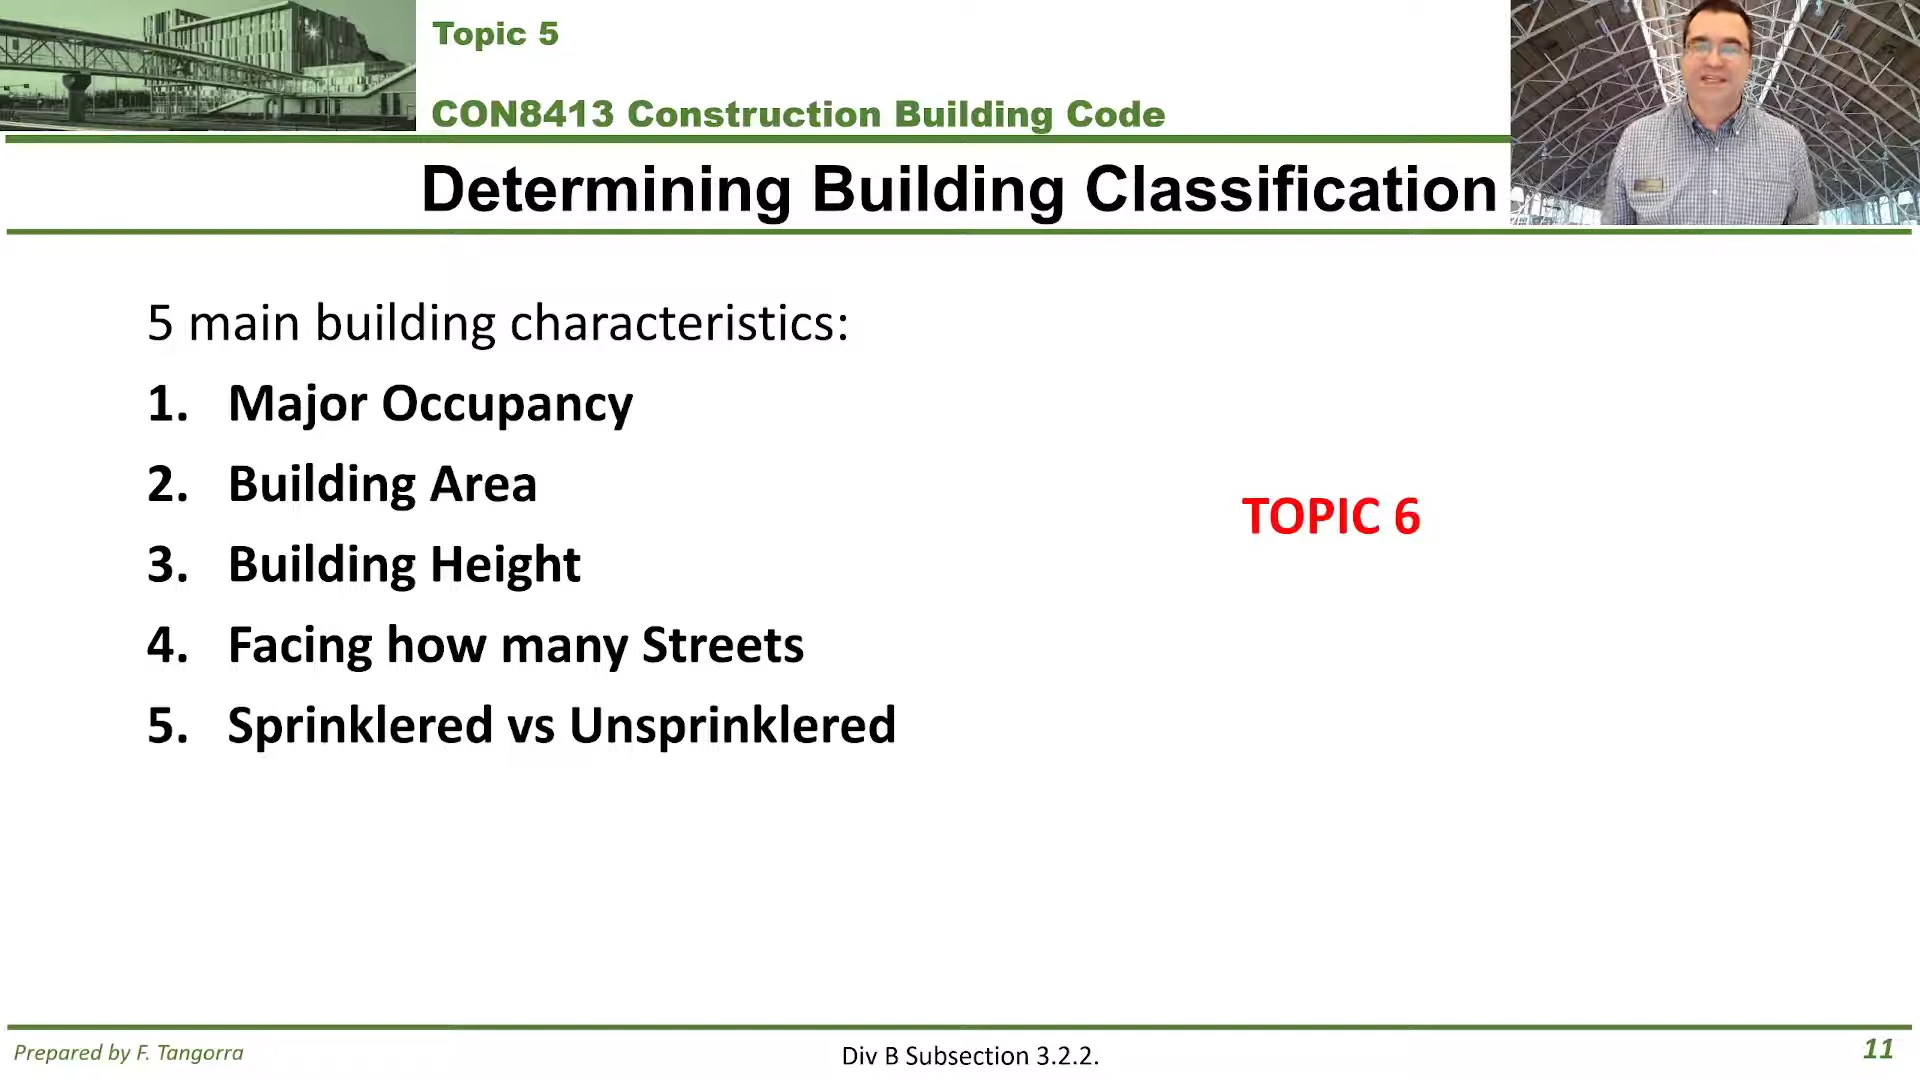 Topic 5
CON8413 Construction Building Code
Determining Building Classification
5 main building characteristics:
1. Major Occupancy
2. Building Area
3. Building Height
4. Facing how many Streets
5. Sprinklered vs Unsprinklered
TOPIC 6
Prepared by F. Tangorra
Div B Subsection 3.2.2.
11